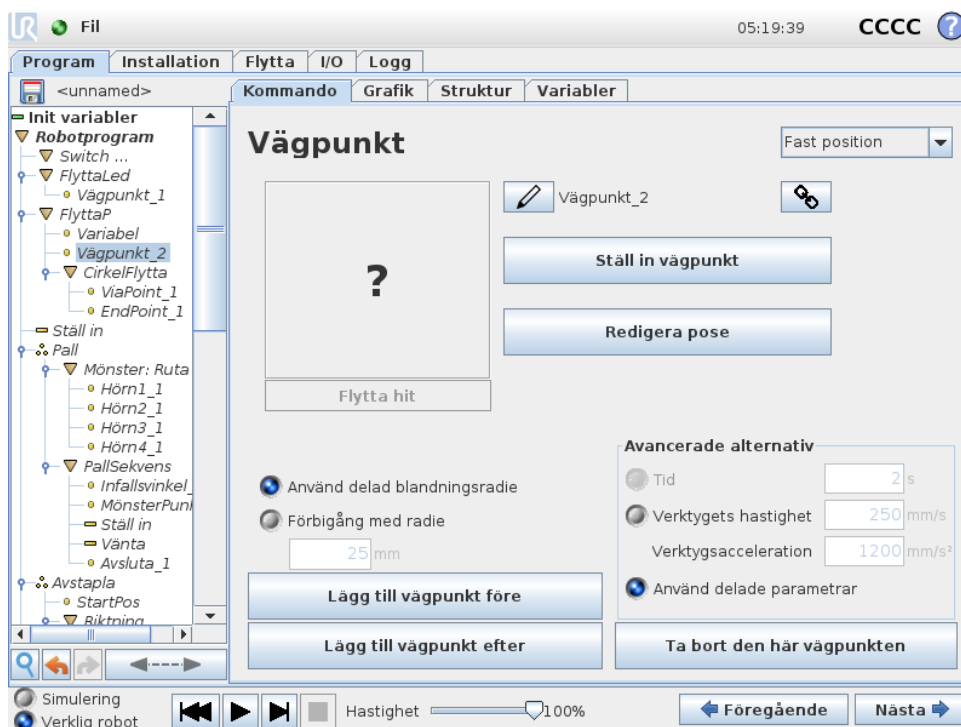 UR Fil 05:19:39 CCCC ?
Program Installation Flytta I/O Logg
<unnamed> Kommando Grafik Struktur Variabler
Init variabler
Robotprogram
Switch ...
FlyttaLed
Vägpunkt_1
FlyttaP
Variabel
Vägpunkt_2
CirkelFlytta
ViaPoint_1
EndPoint_1
Ställ in
Pall
Mönster: Ruta
Hörn1_1
Hörn2_1
Hörn3_1
Hörn4_1
PallSekvens
Infallsvinkel_
MönsterPun
Ställ in
Vänta
Avsluta_1
Avstapla
StartPos
Riktning
Vägpunkt
Fast position
?
Vägpunkt_2
Ställ in vägpunkt
Redigera pose
Flytta hit
Använd delad blandningsradie
Förbigång med radie
25 mm
Avancerade alternativ
Tid 2 s
Verktygets hastighet 250 mm/s
Verktygsacceleration 1200 mm/s²
Använd delade parametrar
Lägg till vägpunkt före
Lägg till vägpunkt efter
Ta bort den här vägpunkten
Simulering
Verklig robot
Hastighet 100%
Föregående
Nästa